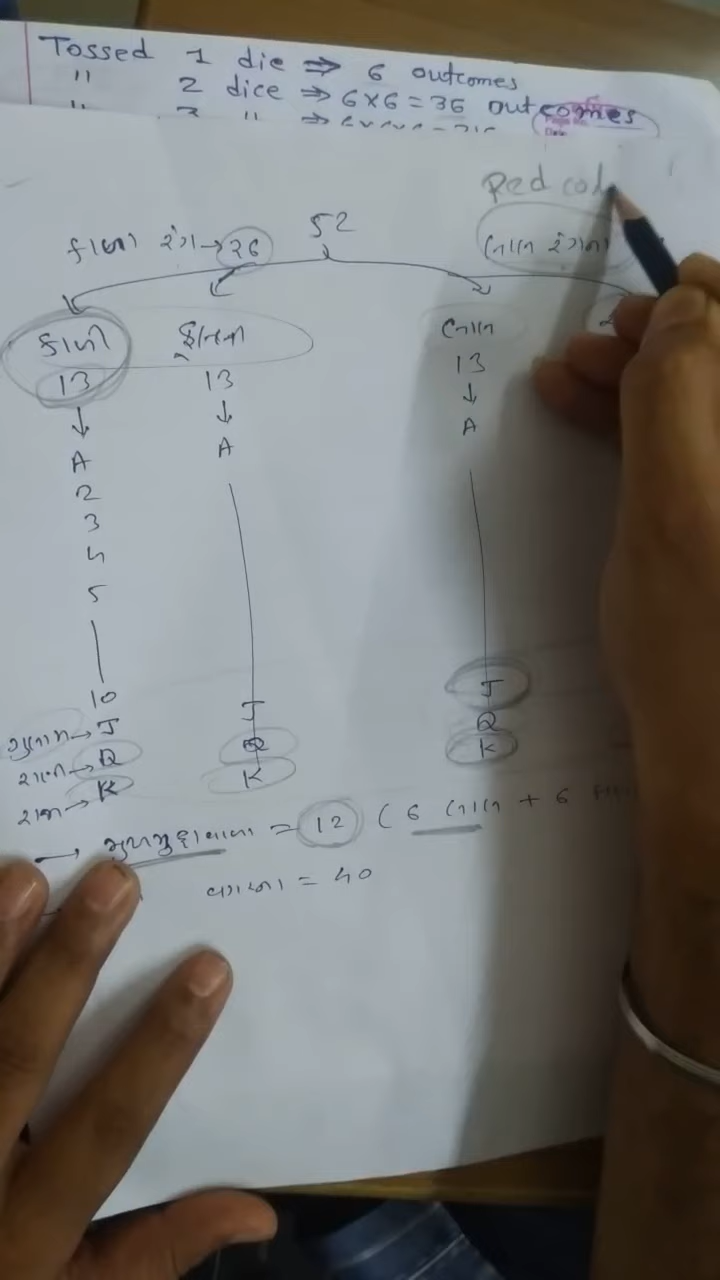 Tossed 1 die ⇒ 6 outcomes
" 2 dice ⇒ 6×6=36 outcomes
Red col
52
કાળા રંગ→26
લાલ રંગના
કાળી
લાલ
13 13 13
↓ ↓ ↓
A A A
2
3
4
5
10
ગુલામ→J J J
રાણી→Q Q Q
રાજા→K K K
→ મુખમુદ્રાવાળા = 12 ( 6 લાલ + 6
વગરના = 40